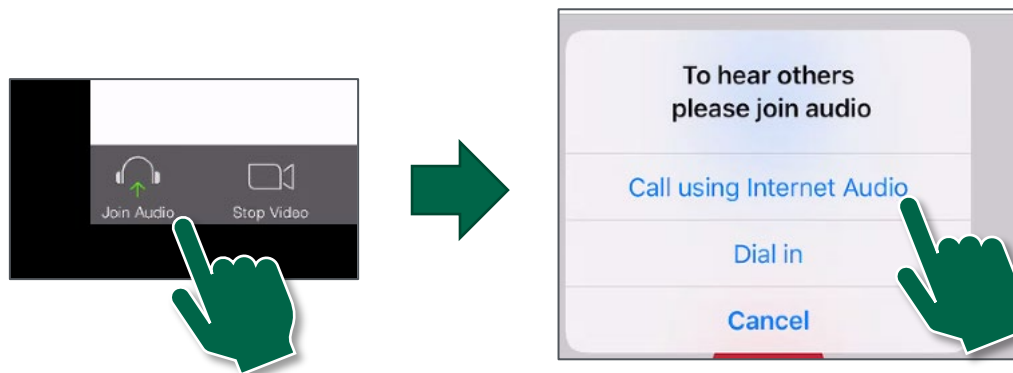 Join Audio
Stop Video
To hear others
please join audio
Call using Internet Audio
Dial in
Cancel